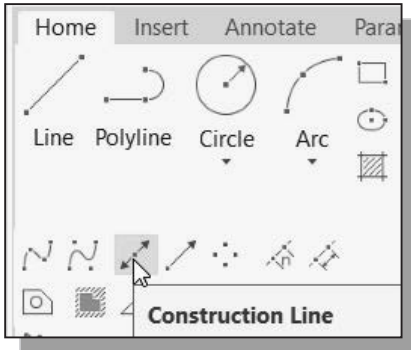 Home Insert Annotate Para
Line Polyline Circle Arc
Construction Line